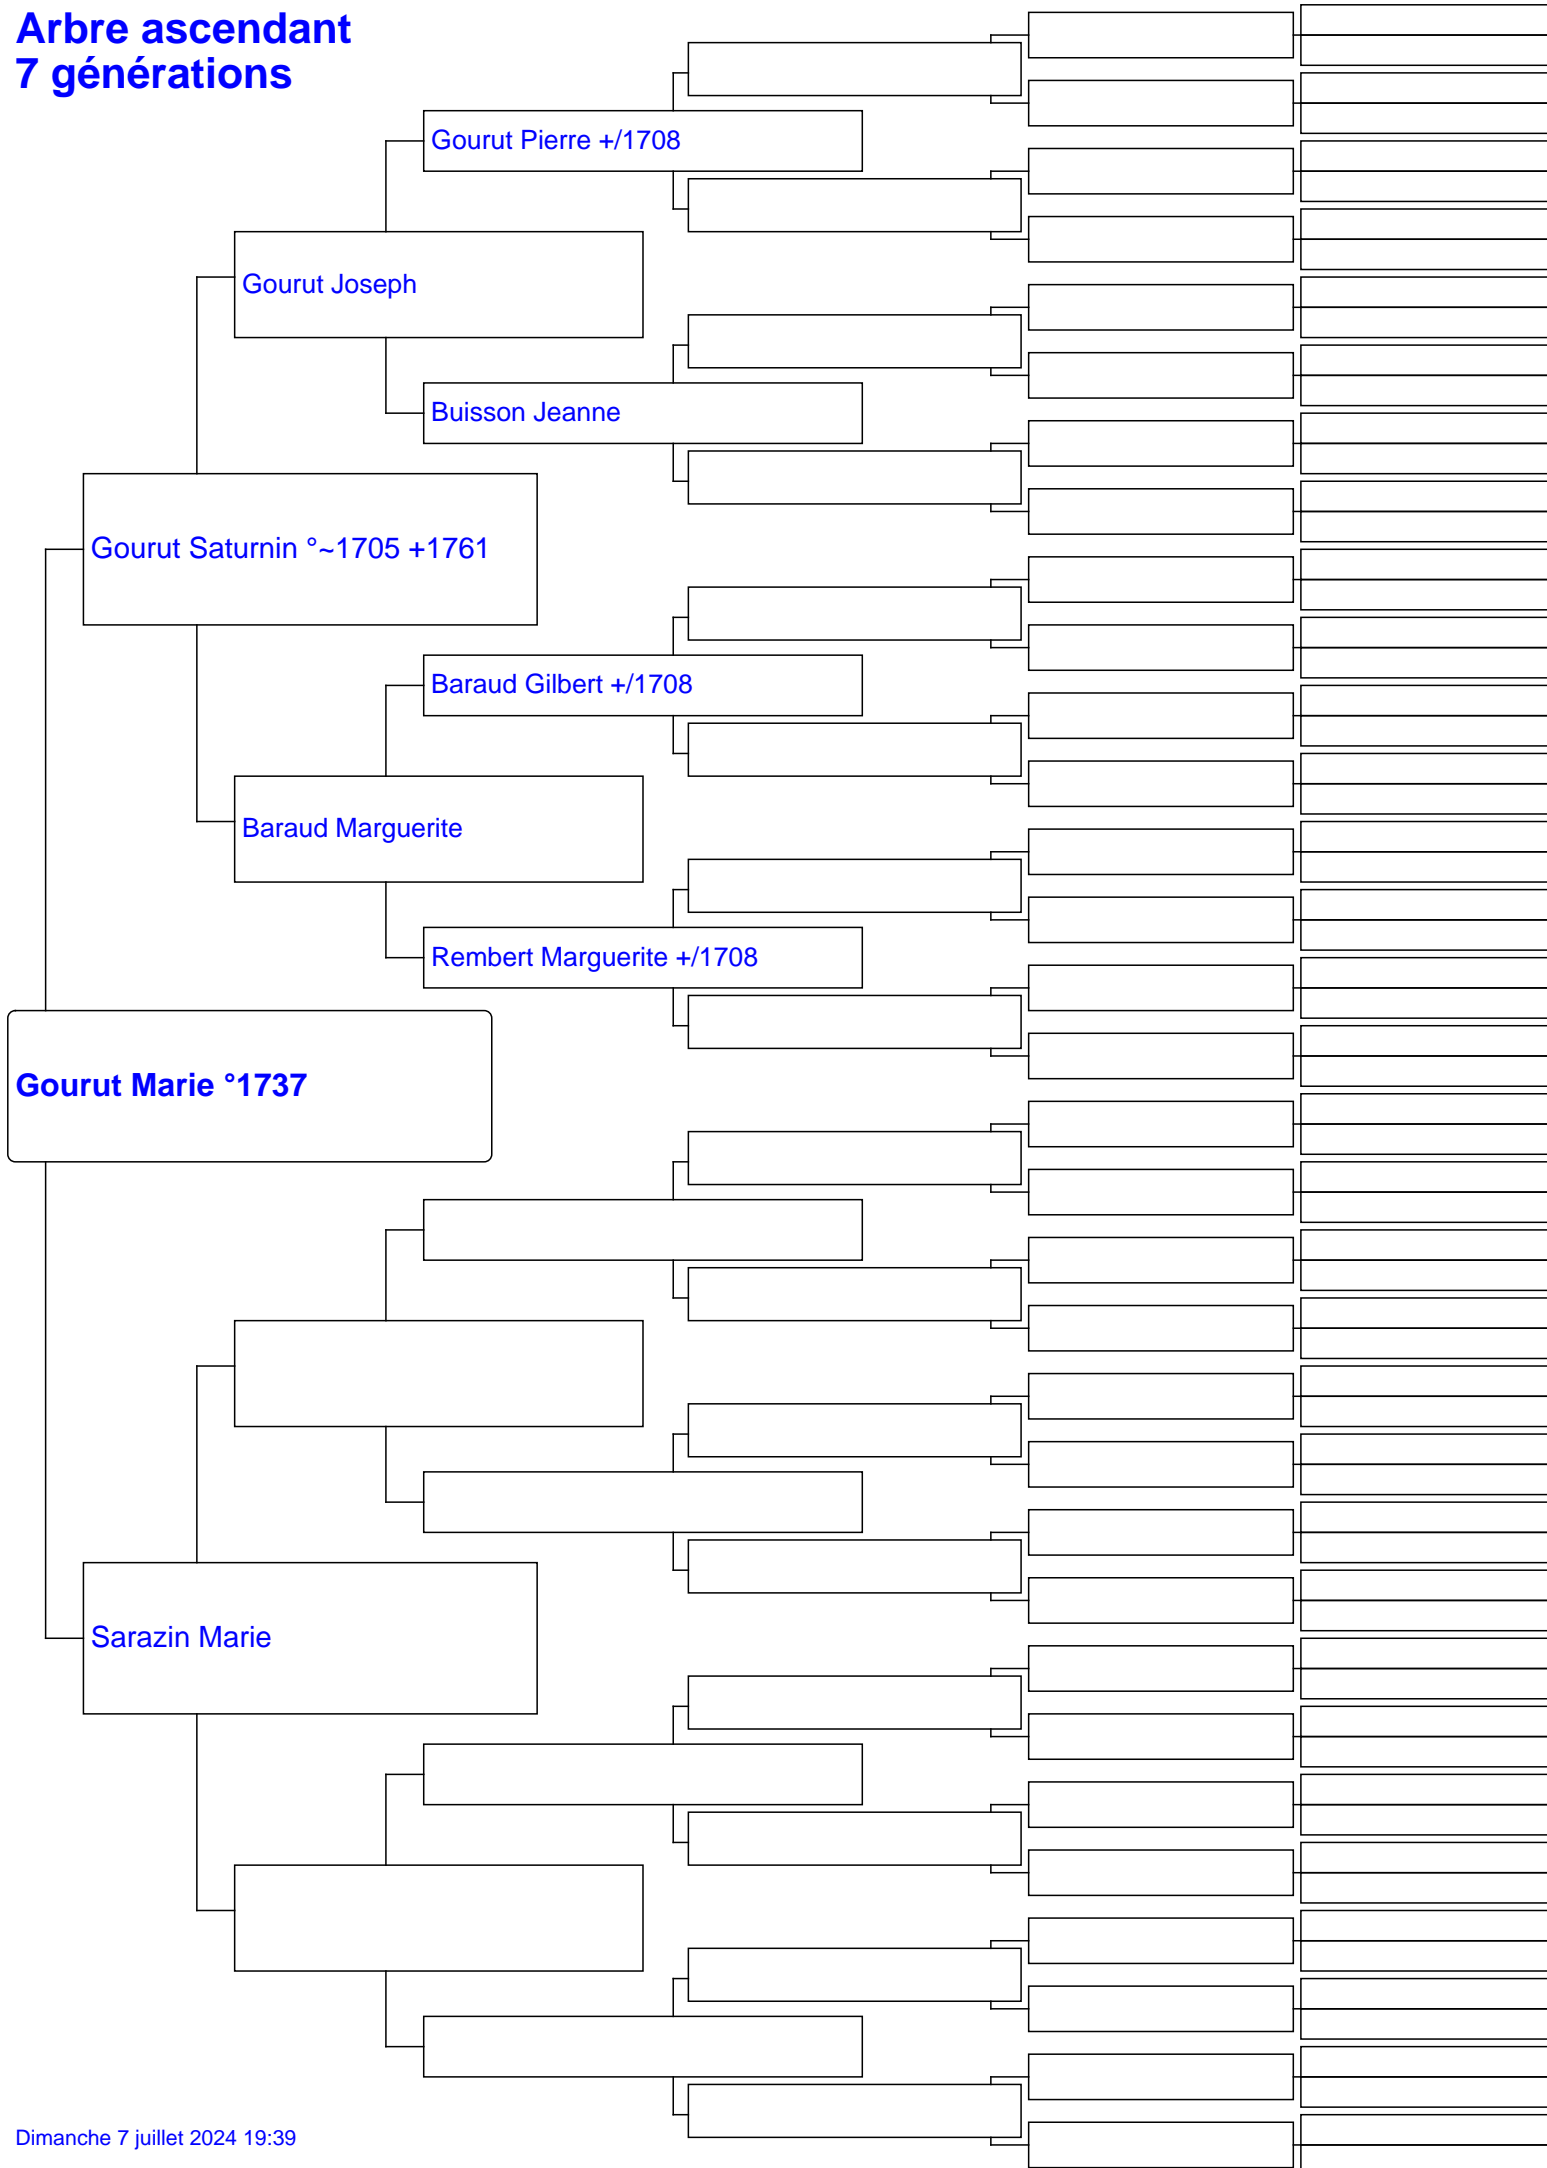 Arbre ascendant
7 générations
Gourut Pierre +/1708
Gourut Joseph
Buisson Jeanne
Gourut Saturnin °~1705 +1761
Baraud Gilbert +/1708
Baraud Marguerite
Rembert Marguerite +/1708
Gourut Marie °1737
Sarazin Marie
Dimanche 7 juillet 2024 19:39